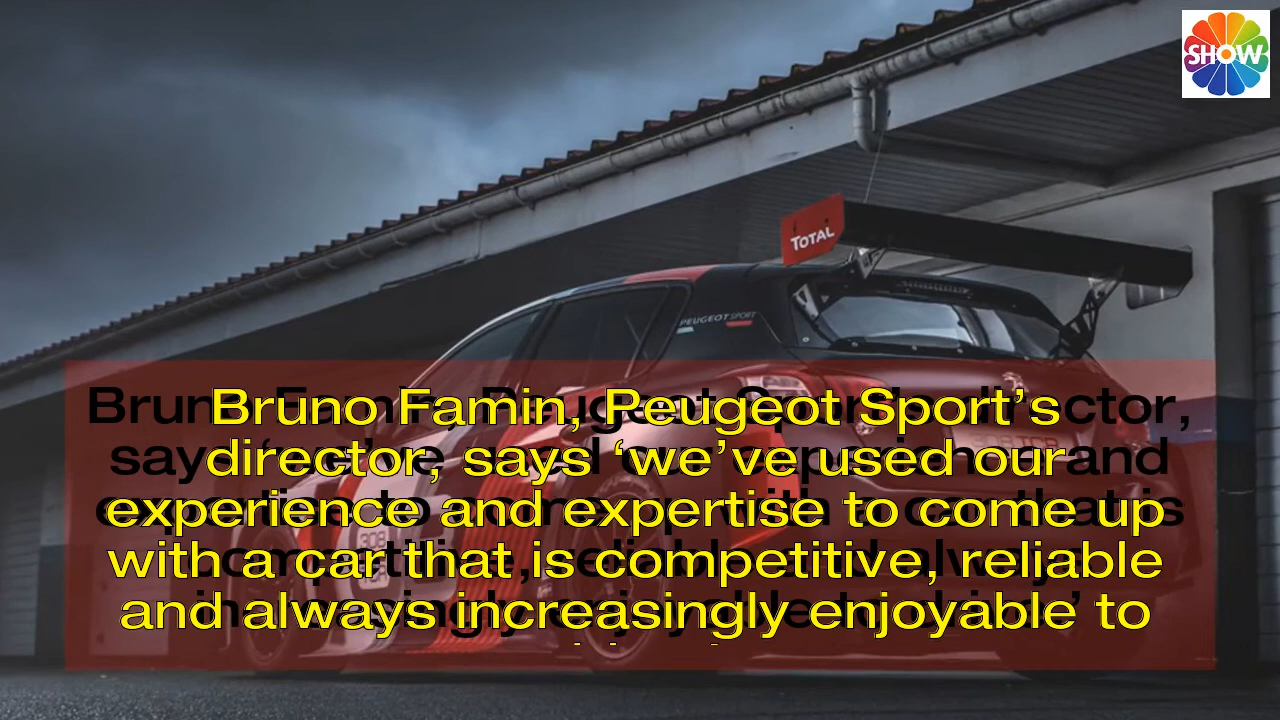 SHOW
TOTAL
PEUGEOT SPORT
Bruno Famin, Peugeot Sport’s
director, says ‘we’ve used our
experience and expertise to come up
with a car that is competitive, reliable
and always increasingly enjoyable to
308